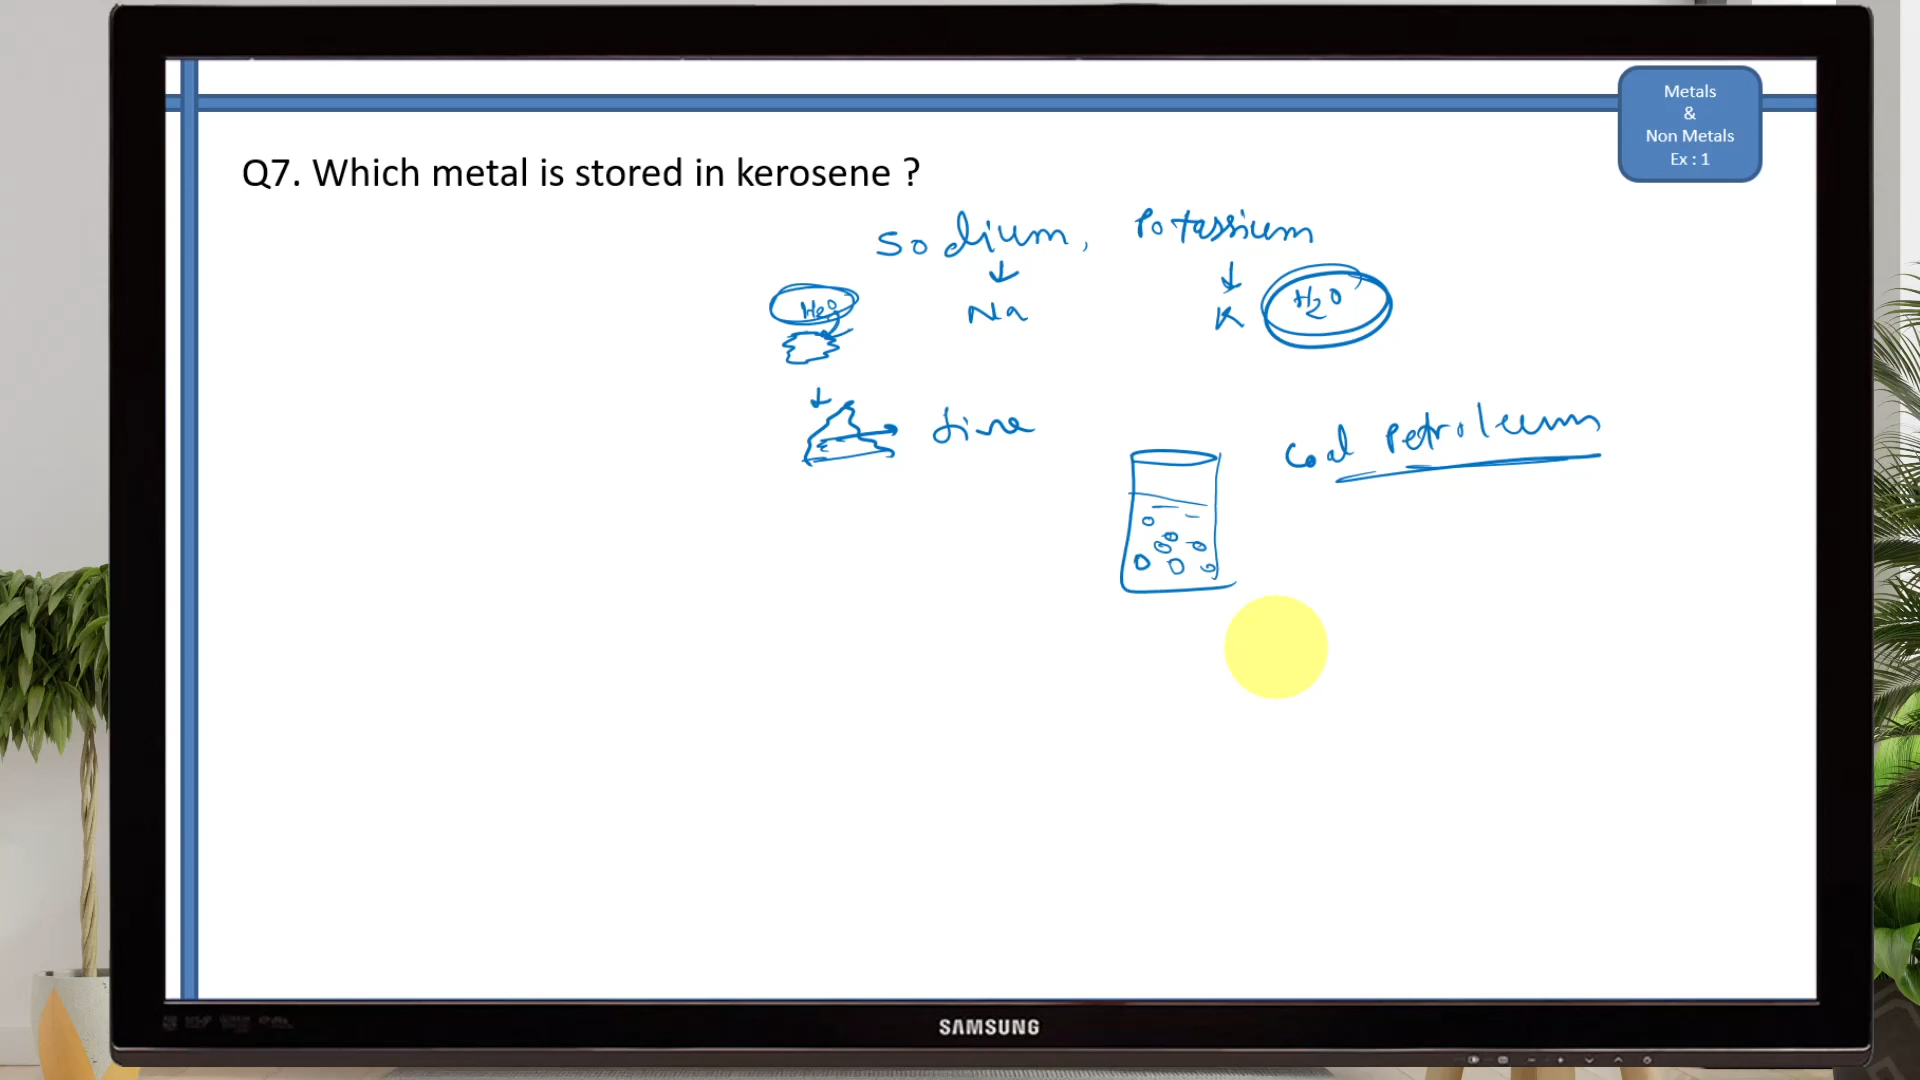 Metals
&
Non Metals
Ex : 1
Q7. Which metal is stored in kerosene ?
Sodium, Potassium
H2O Na K H2O
fire
Coal Petroleum
SAMSUNG